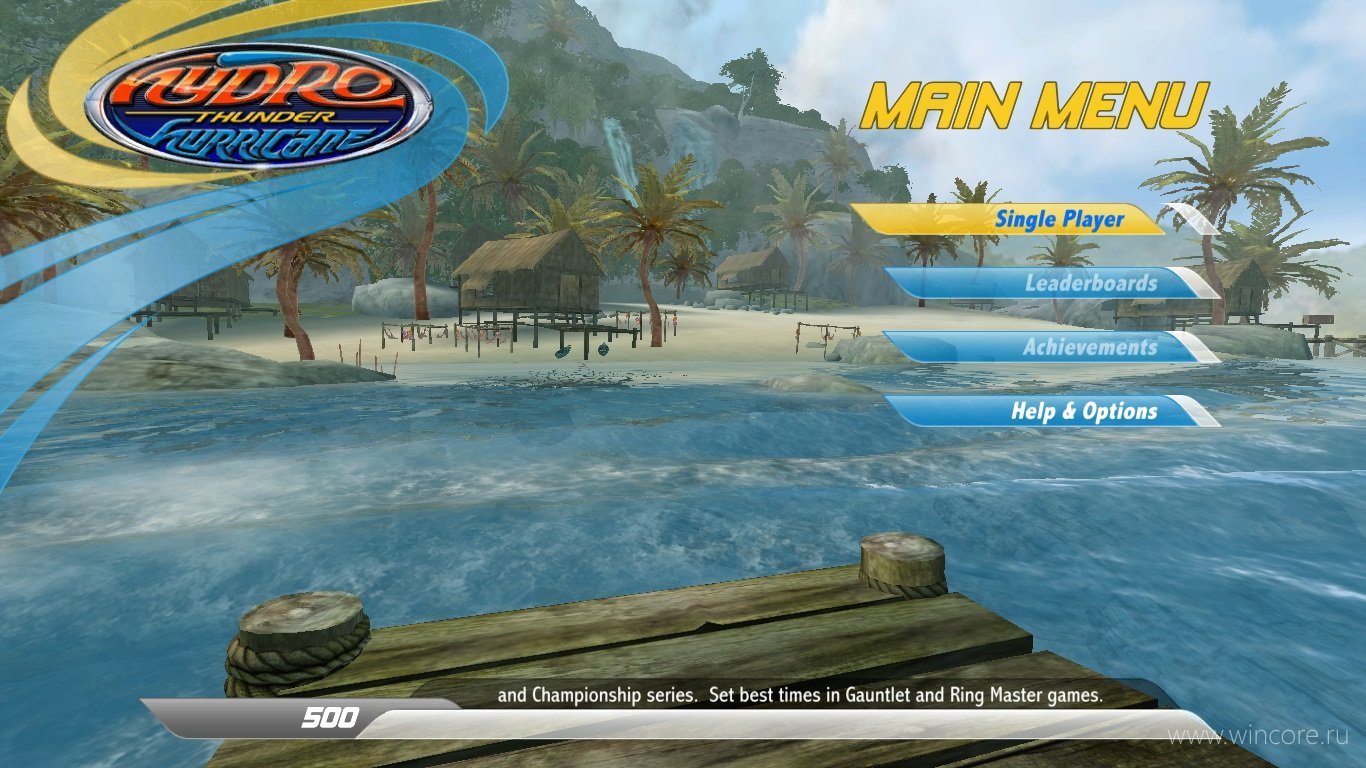 HYDRO
THUNDER
HURRICANE
MAIN MENU
Single Player
Leaderboards
Achievements
Help & Options
and Championship series.  Set best times in Gauntlet and Ring Master games.
500
www.wincore.ru